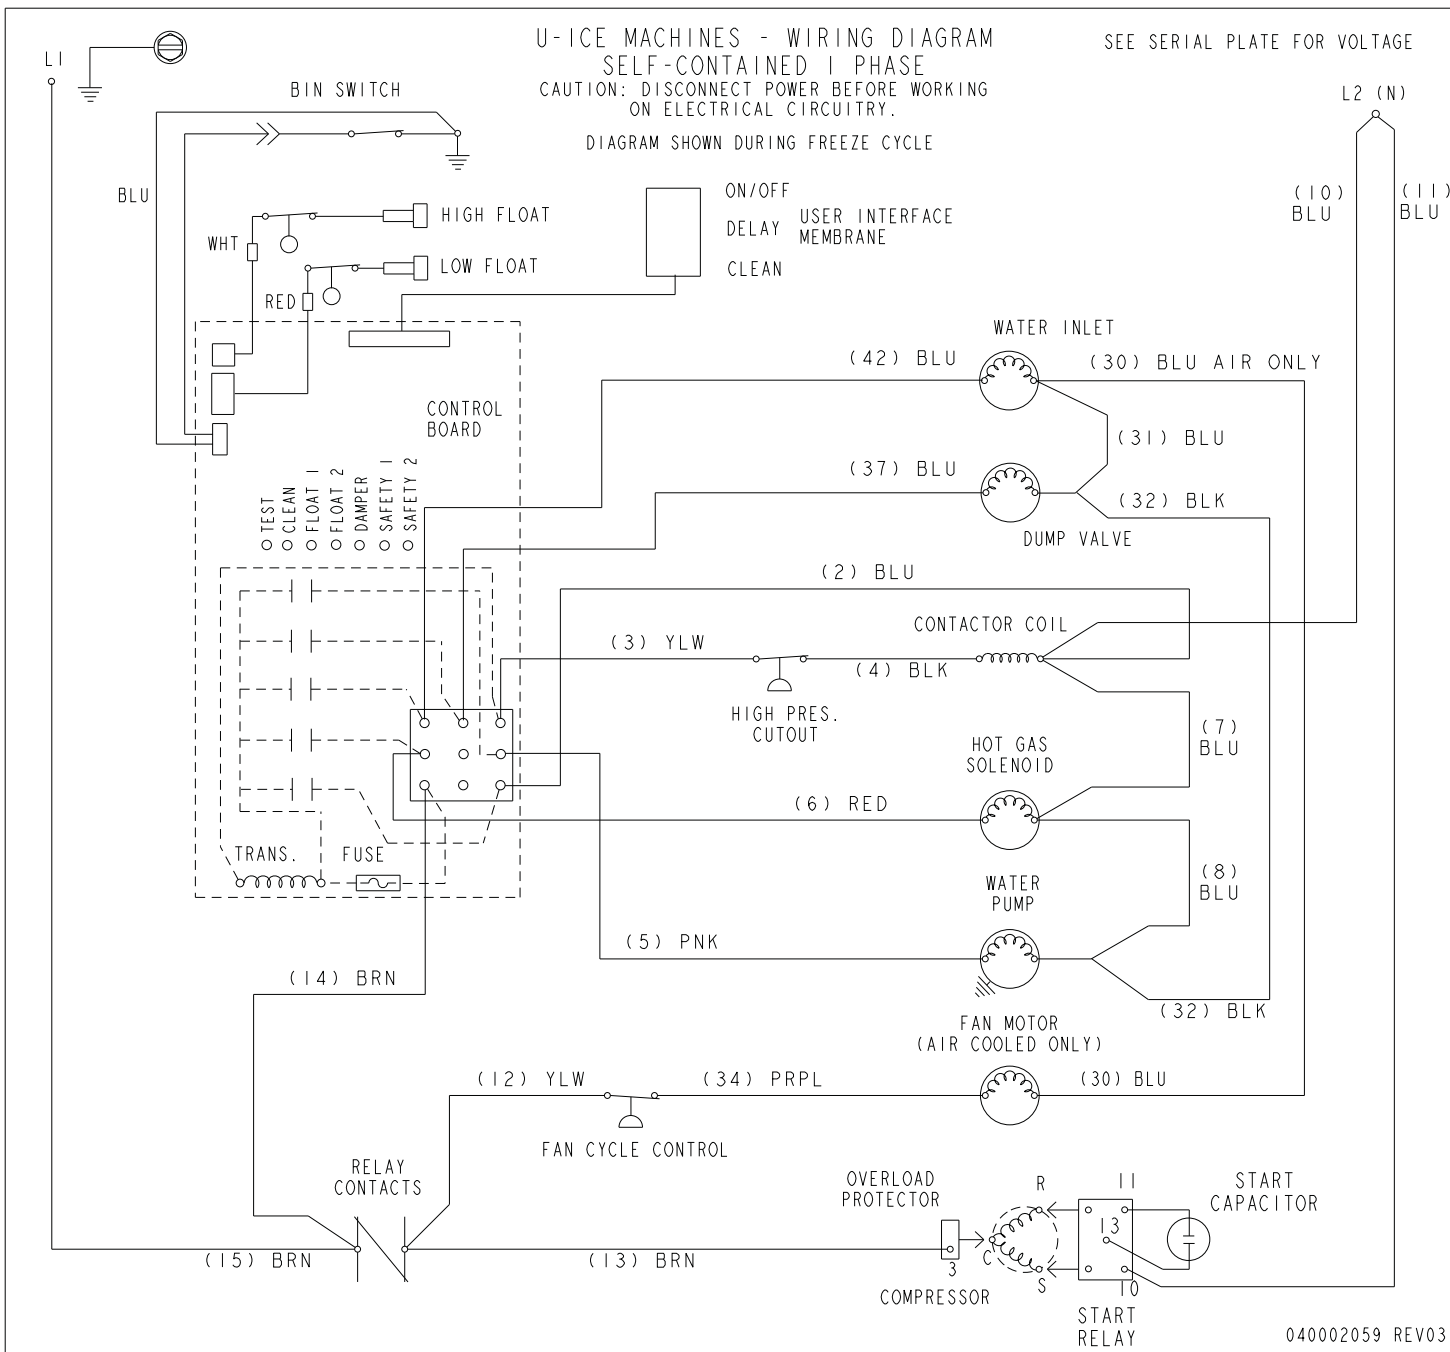 U-ICE MACHINES - WIRING DIAGRAM
SELF-CONTAINED 1 PHASE
CAUTION: DISCONNECT POWER BEFORE WORKING
ON ELECTRICAL CIRCUITRY.
DIAGRAM SHOWN DURING FREEZE CYCLE
SEE SERIAL PLATE FOR VOLTAGE
L1
L2 (N)
BIN SWITCH
BLU
(10)
BLU
(11)
BLU
HIGH FLOAT
WHT
LOW FLOAT
RED
ON/OFF
DELAY
CLEAN
USER INTERFACE
MEMBRANE
WATER INLET
(42) BLU
(30) BLU AIR ONLY
CONTROL
BOARD
(31) BLU
(37) BLU
(32) BLK
DUMP VALVE
TEST
CLEAN
FLOAT 1
FLOAT 2
DAMPER
SAFETY 1
SAFETY 2
(2) BLU
CONTACTOR COIL
(3) YLW
(4) BLK
HIGH PRES.
CUTOUT
(7)
BLU
HOT GAS
SOLENOID
(6) RED
TRANS.
FUSE
(8)
BLU
WATER
PUMP
(5) PNK
(14) BRN
(32) BLK
FAN MOTOR
(AIR COOLED ONLY)
(12) YLW
(34) PRPL
(30) BLU
FAN CYCLE CONTROL
RELAY
CONTACTS
(15) BRN
(13) BRN
OVERLOAD
PROTECTOR
3
COMPRESSOR
R
C
S
11
13
10
START
RELAY
START
CAPACITOR
040002059 REV03